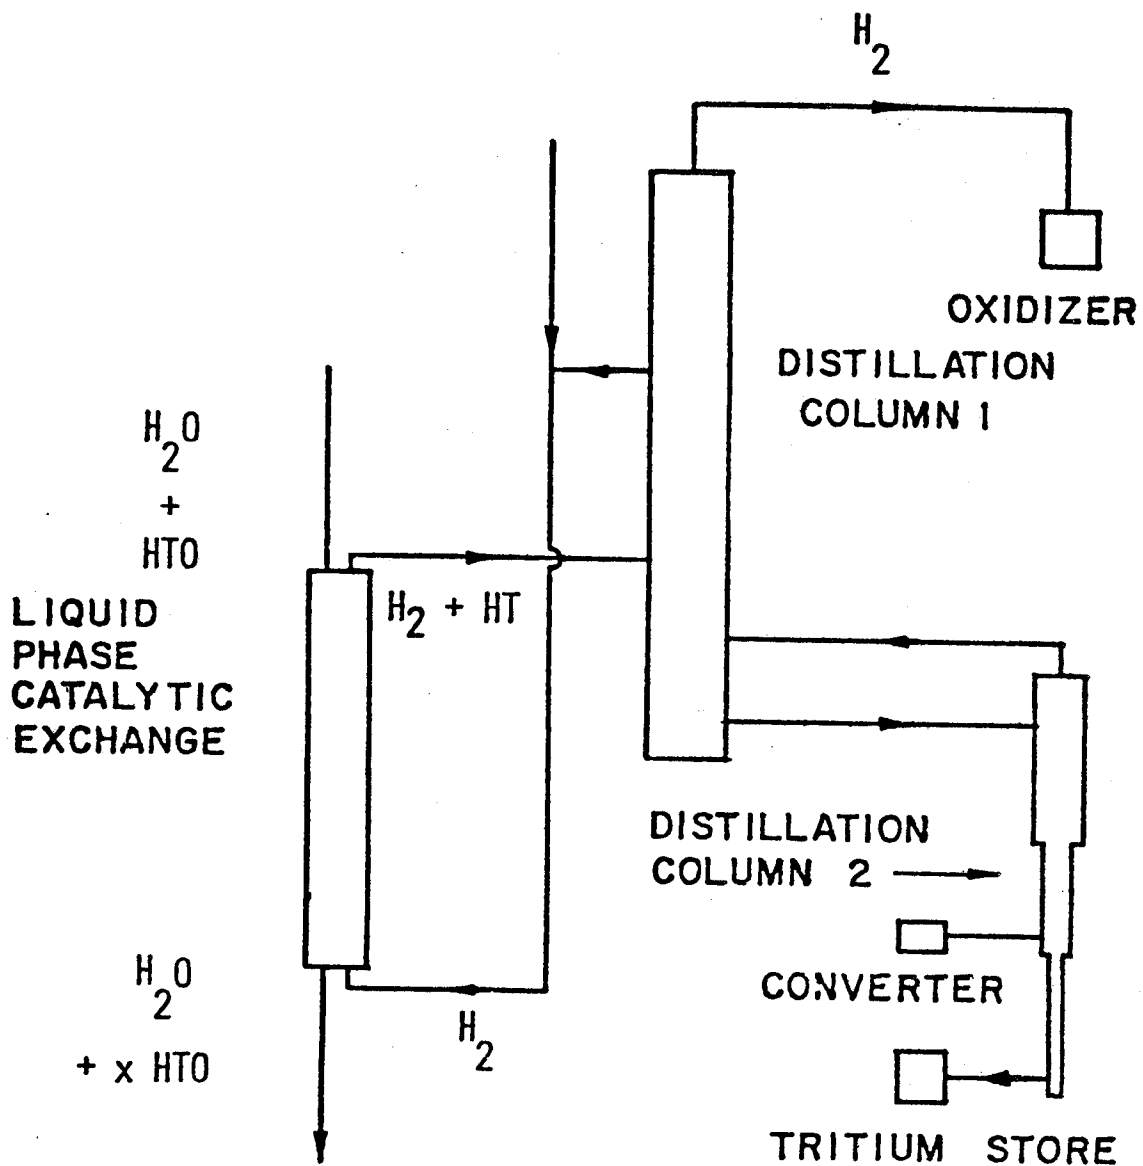 H2
OXIDIZER
DISTILLATION
COLUMN 1
H2O
+
HTO
H2 + HT
LIQUID
PHASE
CATALYTIC
EXCHANGE
DISTILLATION
COLUMN 2
CONVERTER
H2O
+ x HTO
H2
TRITIUM STORE